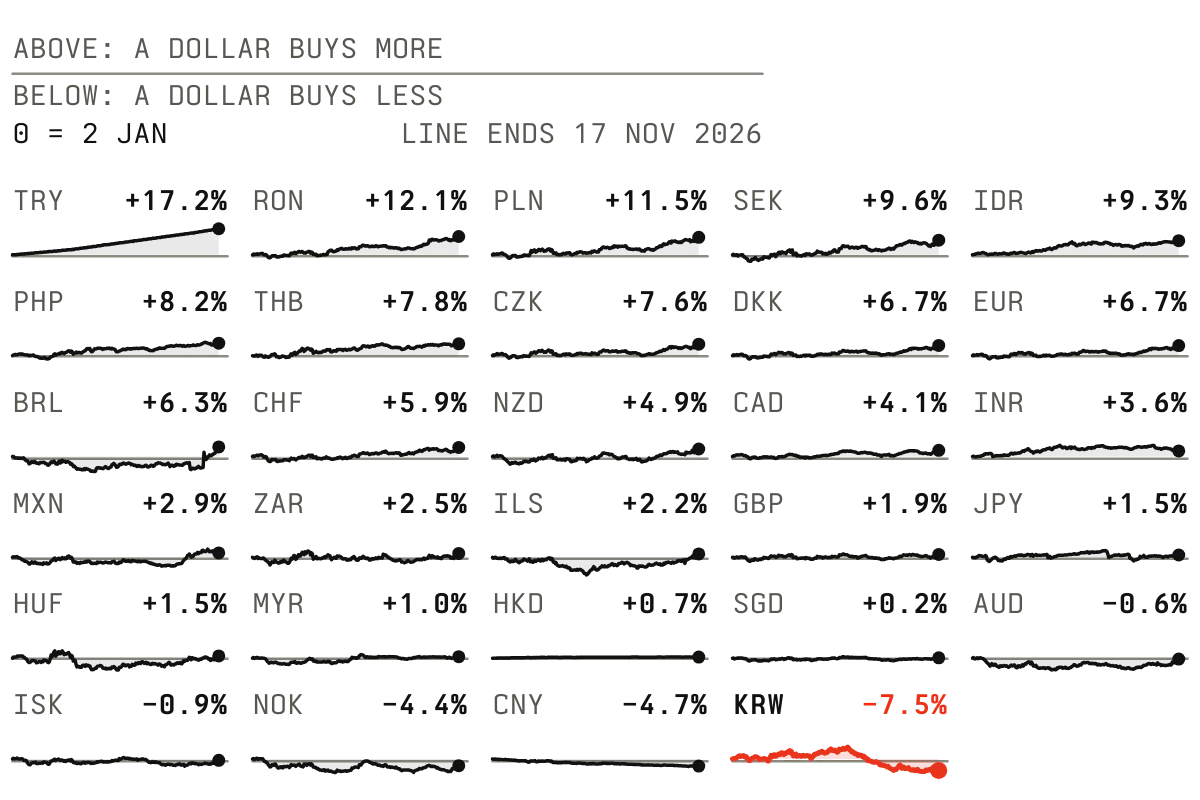 ABOVE: A DOLLAR BUYS MORE
BELOW: A DOLLAR BUYS LESS
0 = 2 JAN LINE ENDS 17 NOV 2026
TRY +17.2% RON +12.1% PLN +11.5% SEK +9.6% IDR +9.3%
PHP +8.2% THB +7.8% CZK +7.6% DKK +6.7% EUR +6.7%
BRL +6.3% CHF +5.9% NZD +4.9% CAD +4.1% INR +3.6%
MXN +2.9% ZAR +2.5% ILS +2.2% GBP +1.9% JPY +1.5%
HUF +1.5% MYR +1.0% HKD +0.7% SGD +0.2% AUD −0.6%
ISK −0.9% NOK −4.4% CNY −4.7% KRW −7.5%